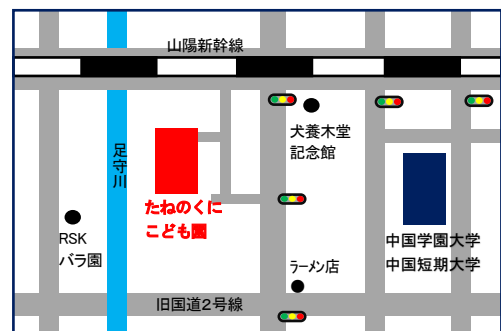 山陽新幹線
犬養木堂
記念館
足守川
たねのくに
こども園
RSK
バラ園
中国学園大学
中国短期大学
ラーメン店
旧国道2号線